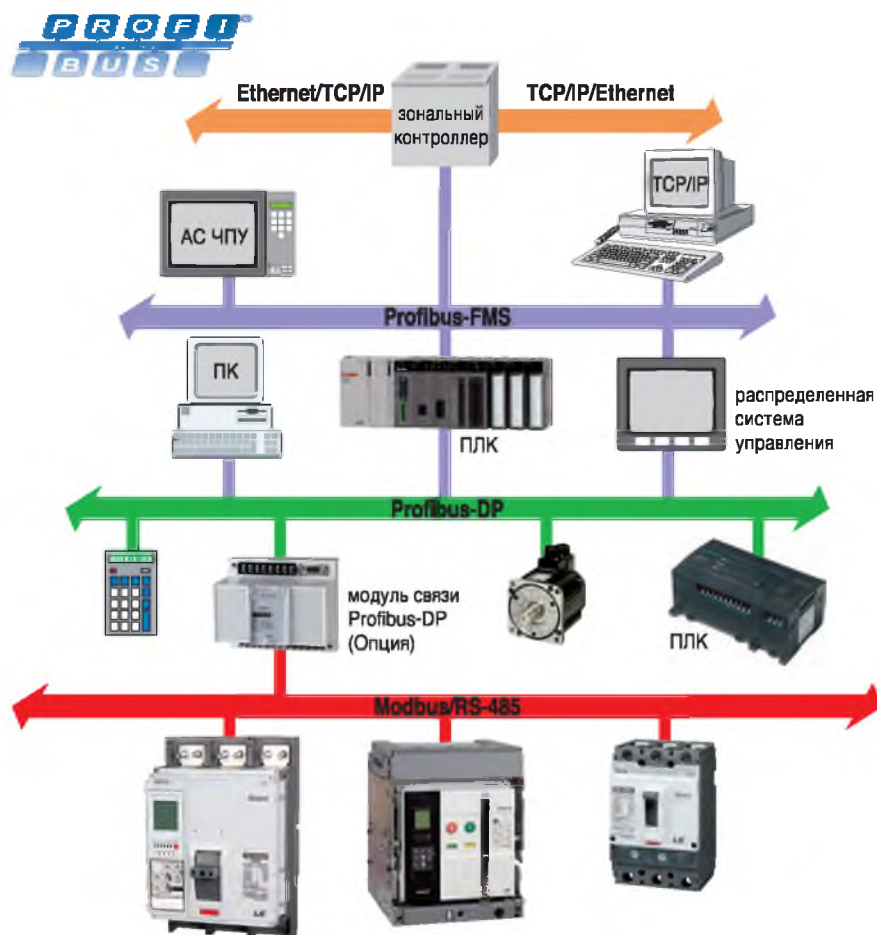 PROFI
BUS
Ethernet/TCP/IP
TCP/IP/Ethernet
зональный
контроллер
АС ЧПУ
TCP/IP
Profibus-FMS
ПК
ПЛК
распределенная
система
управления
Profibus-DP
модуль связи
Profibus-DP
(Опция)
ПЛК
Modbus/RS-485